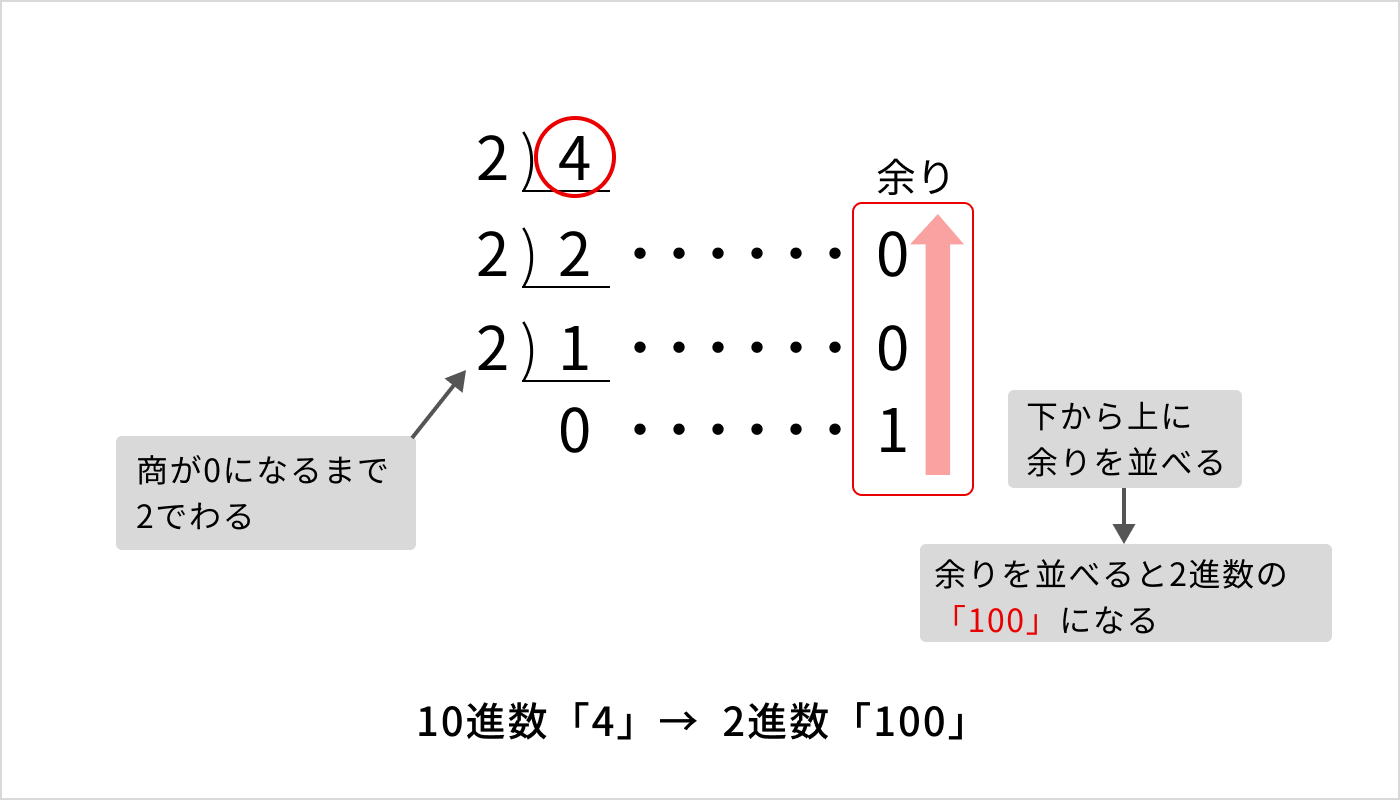 2 ) 4
余り
2 ) 2 ・・・・・・ 0
2 ) 1 ・・・・・・ 0
0 ・・・・・・ 1
商が0になるまで
2でわる
下から上に
余りを並べる
余りを並べると2進数の
「100」になる
10進数「4」→ 2進数「100」